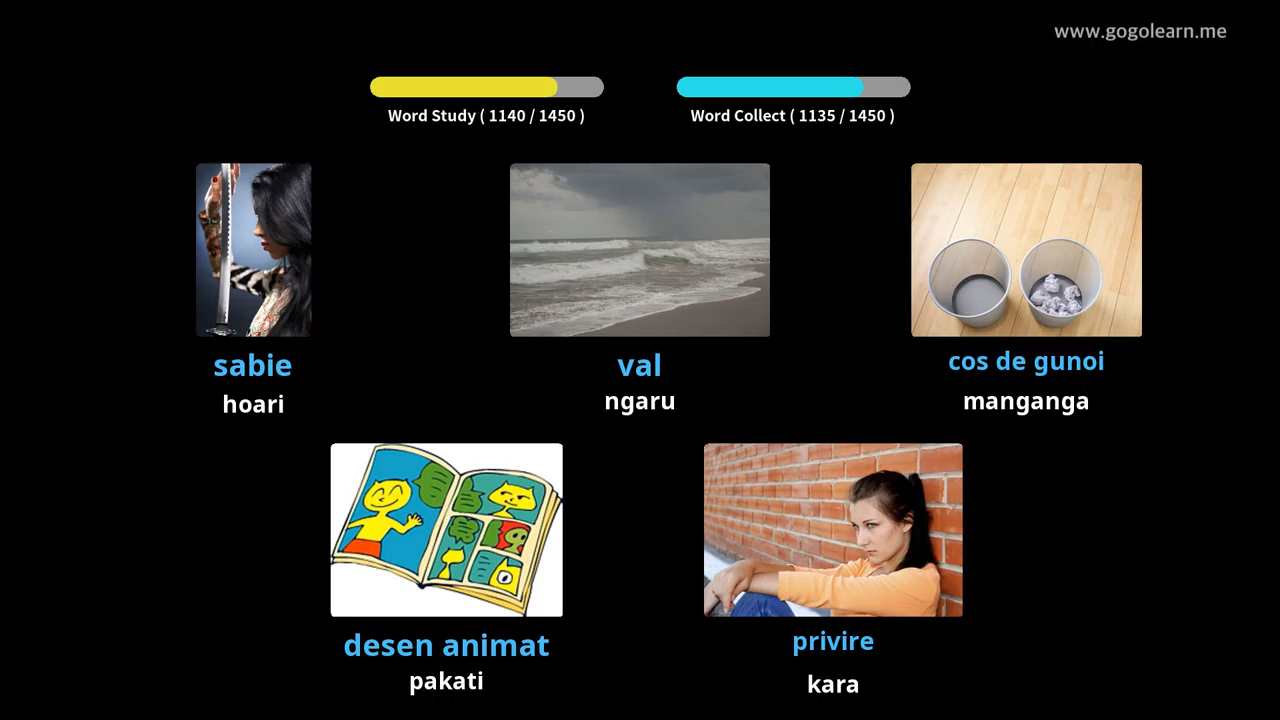 www.gogolearn.me
Word Study ( 1140 / 1450 )
Word Collect ( 1135 / 1450 )
sabie
val
cos de gunoi
hoari
ngaru
manganga
desen animat
privire
pakati
kara